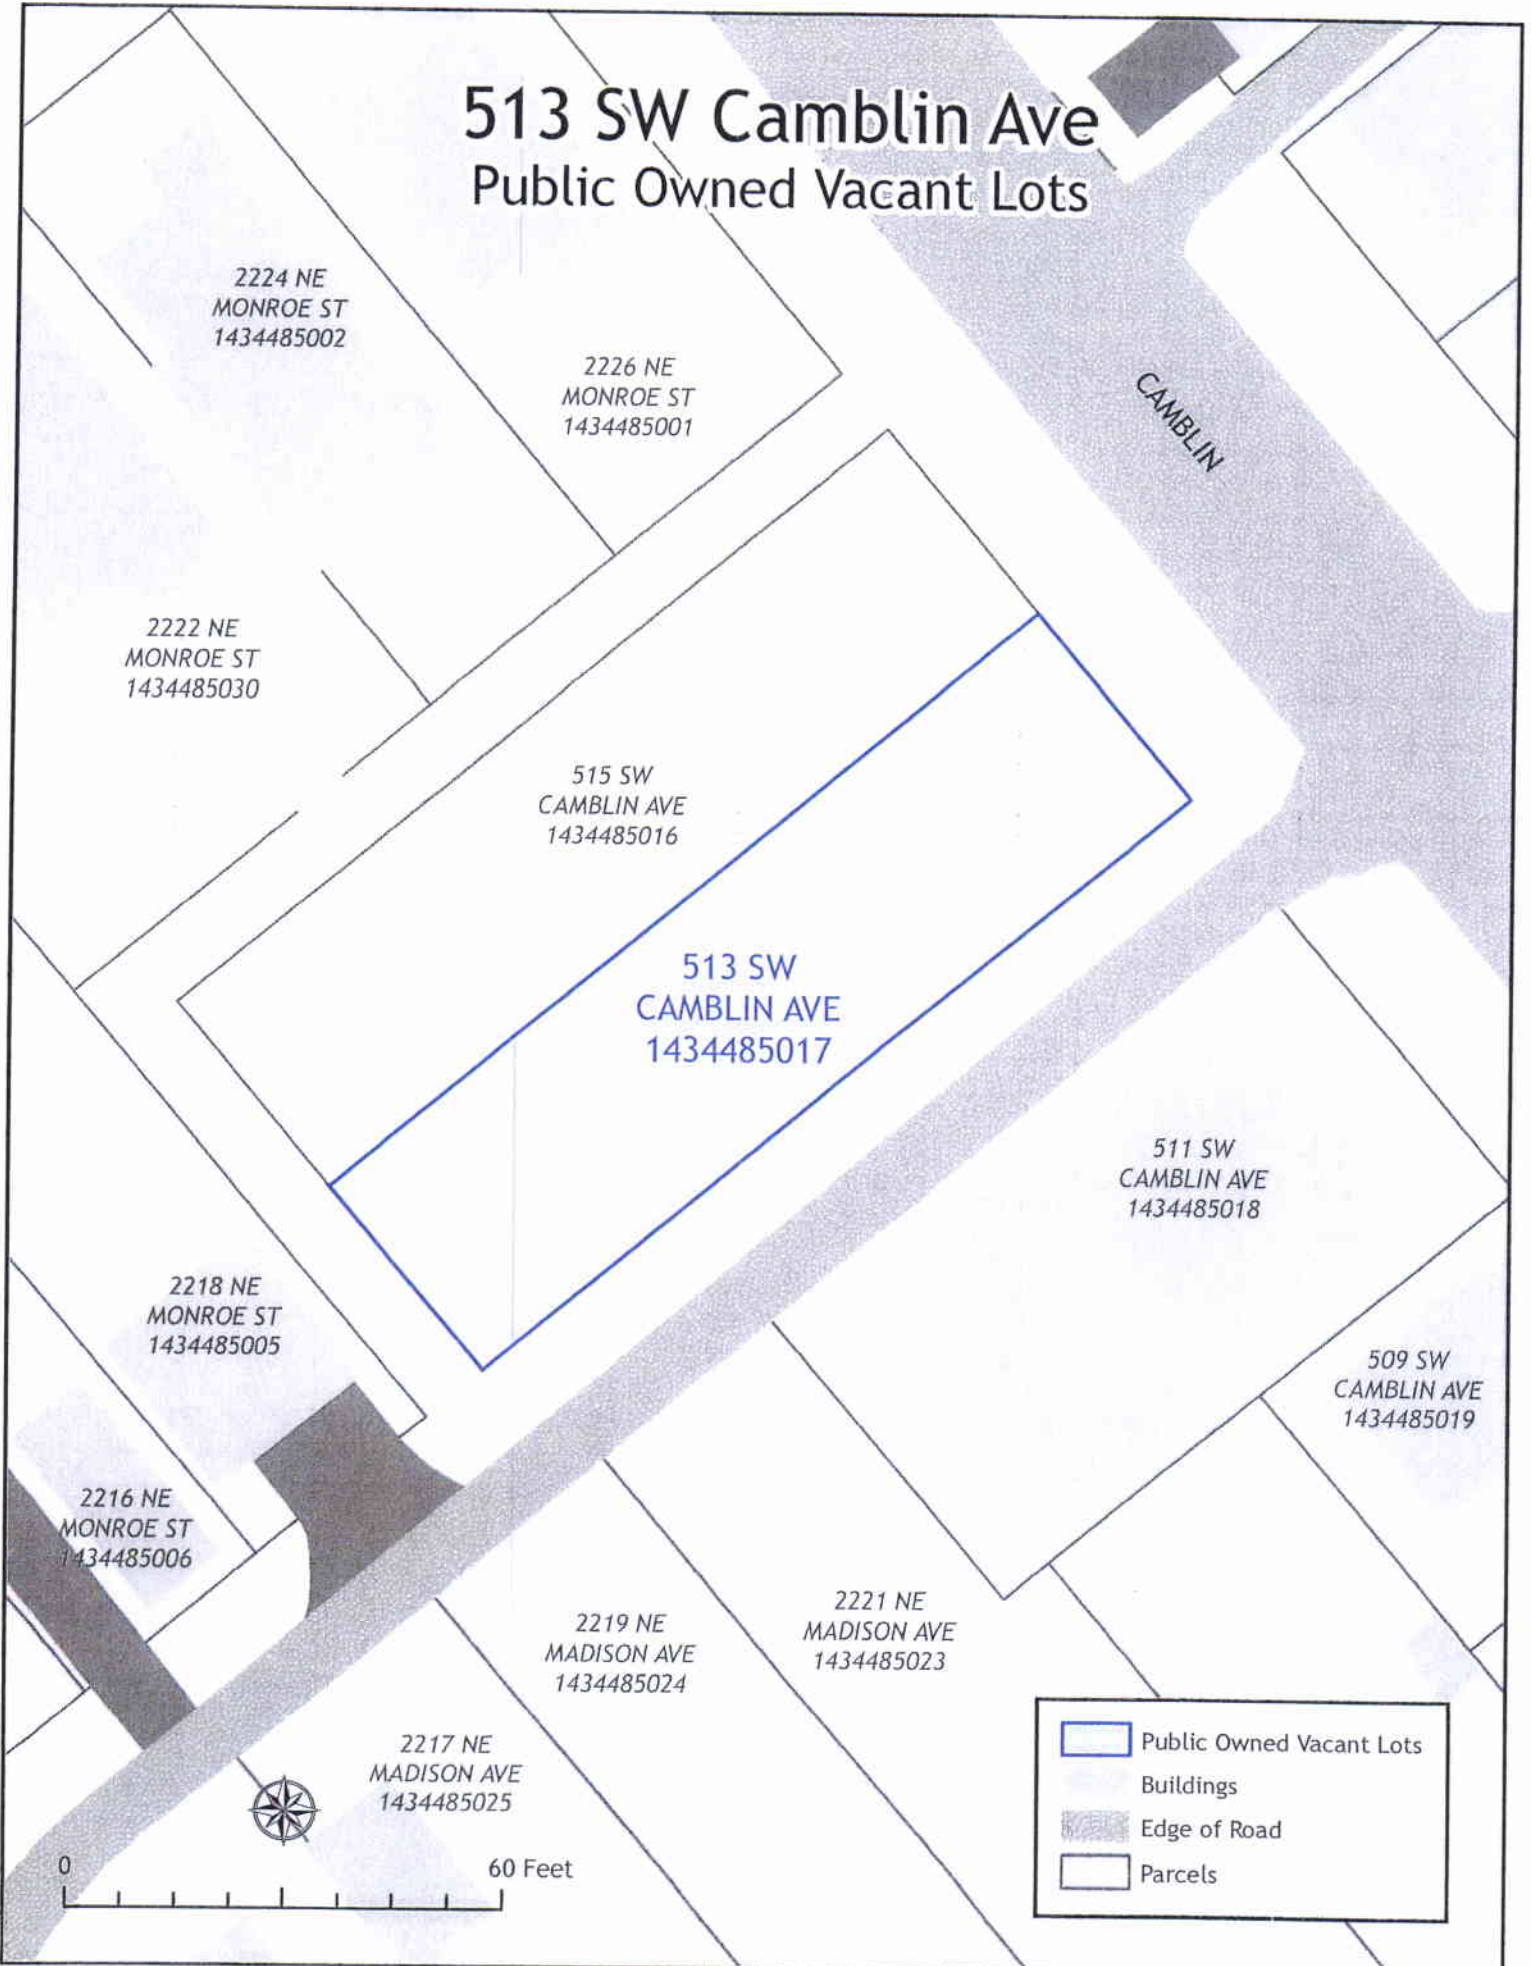 513 SW Camblin Ave
Public Owned Vacant Lots
2224 NE
MONROE ST
1434485002
2226 NE
MONROE ST
1434485001
CAMBLIN
2222 NE
MONROE ST
1434485030
515 SW
CAMBLIN AVE
1434485016
513 SW
CAMBLIN AVE
1434485017
511 SW
CAMBLIN AVE
1434485018
2218 NE
MONROE ST
1434485005
509 SW
CAMBLIN AVE
1434485019
2216 NE
MONROE ST
1434485006
2219 NE
MADISON AVE
1434485024
2221 NE
MADISON AVE
1434485023
2217 NE
MADISON AVE
1434485025
0
60 Feet
Public Owned Vacant Lots
Buildings
Edge of Road
Parcels